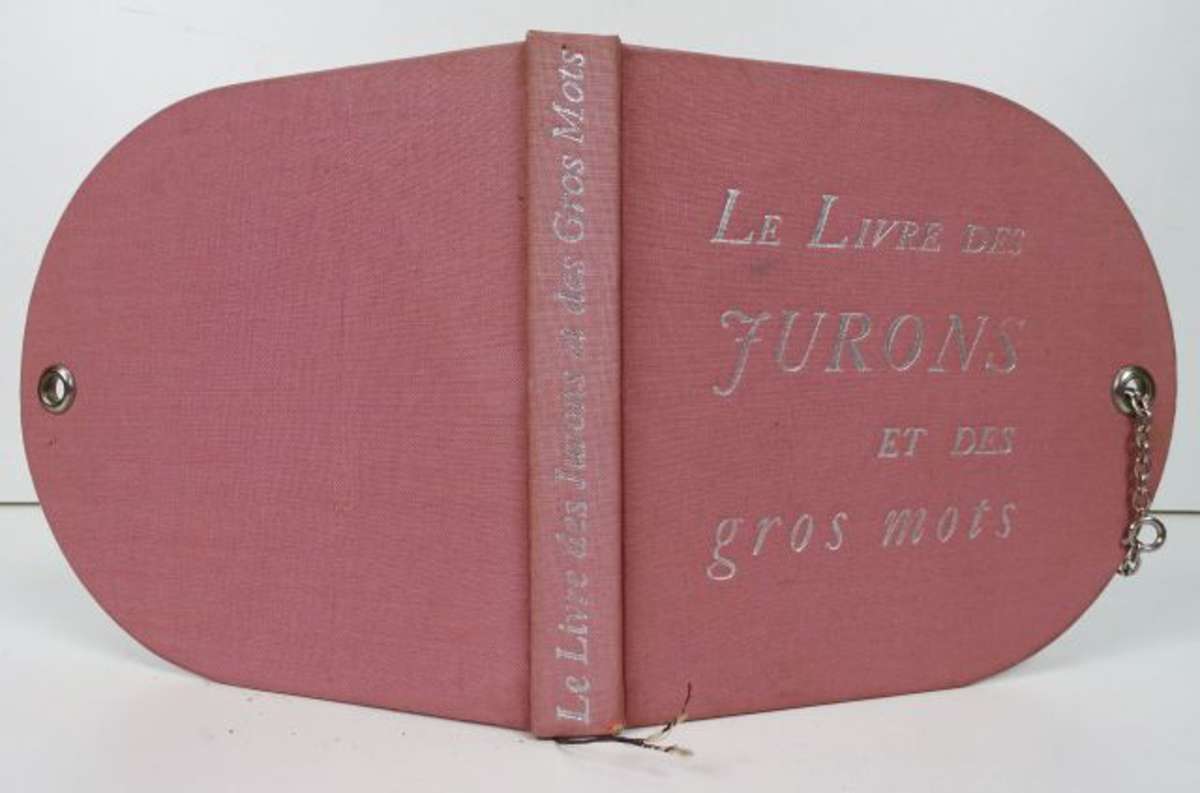 Le Livre des Jurons et des Gros Mots
LE LIVRE DES
JURONS
ET DES
gros mots